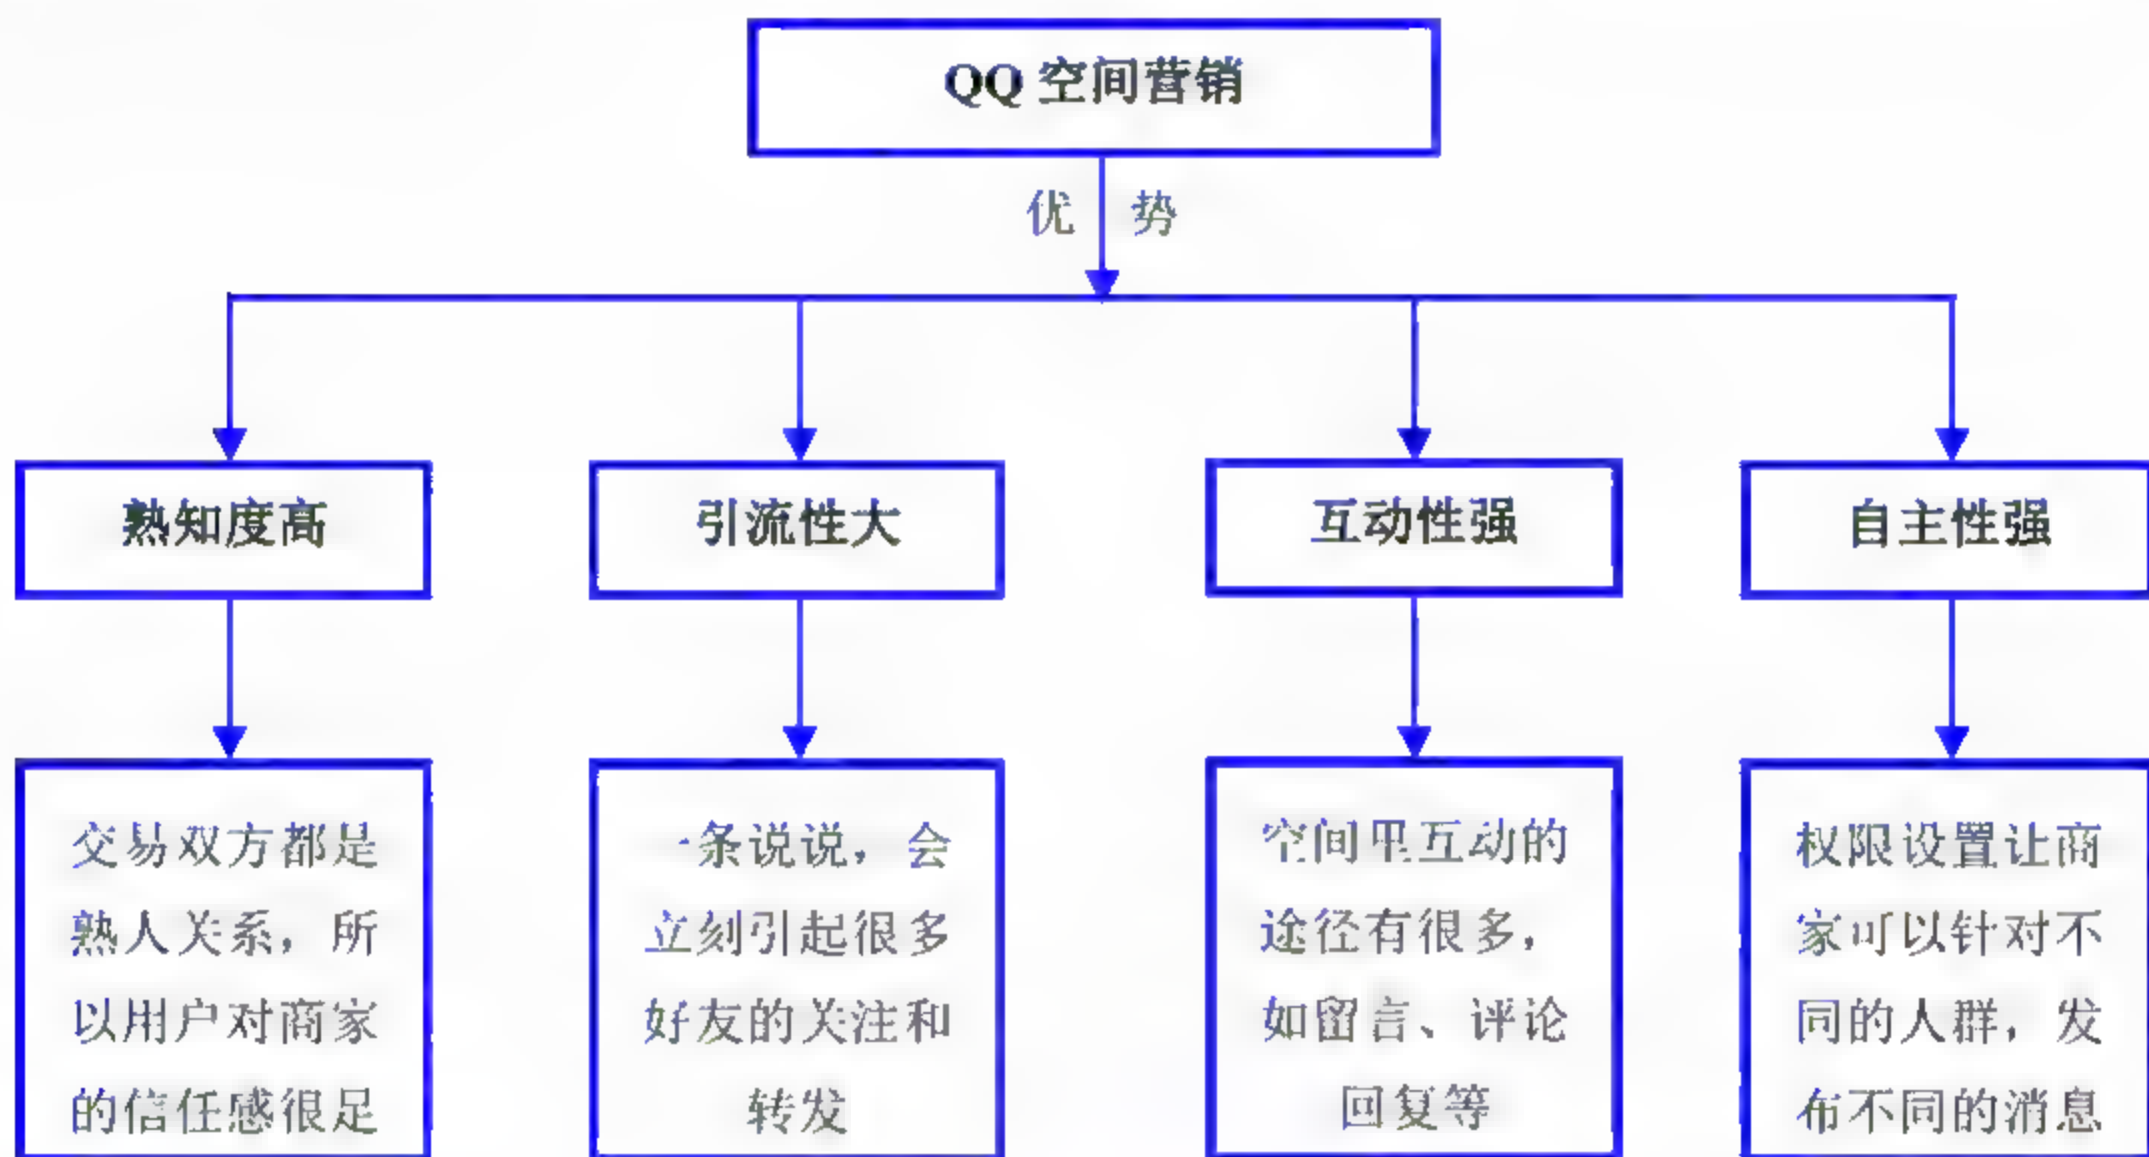 QQ 空间营销
优 势
熟知度高
引流性大
互动性强
自主性强
交易双方都是
熟人关系，所
以用户对商家
的信任感很足
一条说说，会
立刻引起很多
好友的关注和
转发
空间里互动的
途径有很多，
如留言、评论
回复等
权限设置让商
家可以针对不
同的人群，发
布不同的消息